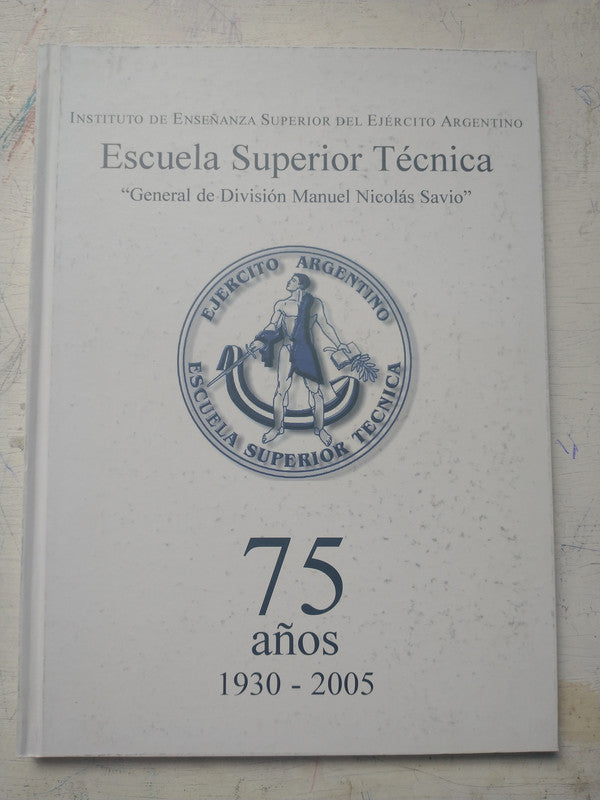 INSTITUTO DE ENSEÑANZA SUPERIOR DEL EJÉRCITO ARGENTINO
Escuela Superior Técnica
“General de División Manuel Nicolás Savio”
EJERCITO ARGENTINO
ESCUELA SUPERIOR TECNICA
75
años
1930 - 2005